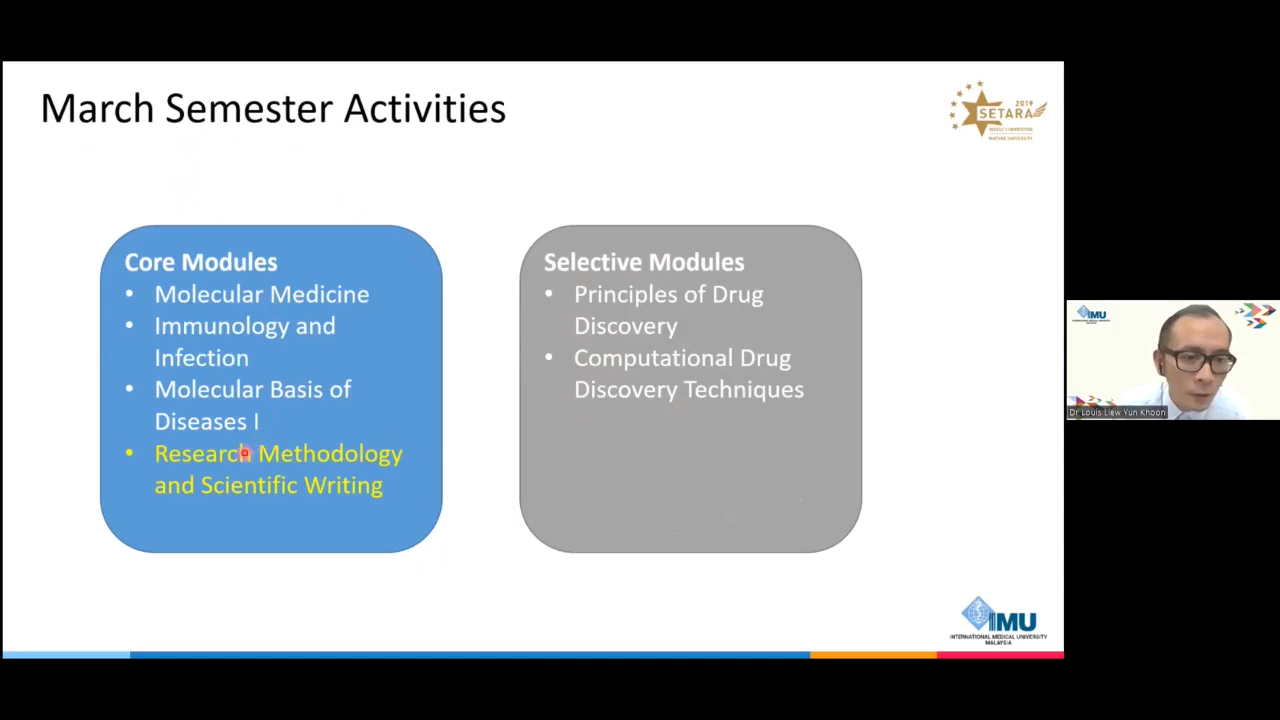 March Semester Activities
2019
SETARA
MATURE UNIVERSITY
Core Modules
• Molecular Medicine
• Immunology and
Infection
• Molecular Basis of
Diseases I
• Research Methodology
and Scientific Writing
Selective Modules
• Principles of Drug
Discovery
• Computational Drug
Discovery Techniques
IMU
INTERNATIONAL MEDICAL UNIVERSITY
MALAYSIA
IMU
Dr Louis Liew Yun Khoon